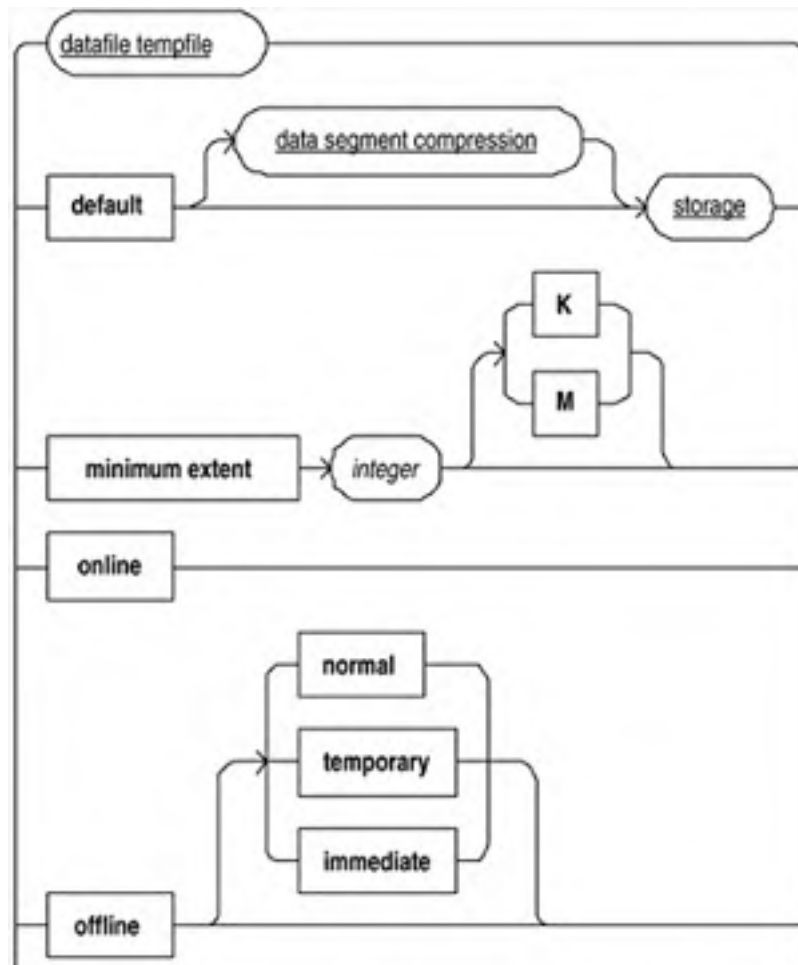 datafile tempfile
data segment compression
default
storage
K
M
minimum extent
integer
online
normal
temporary
immediate
offline